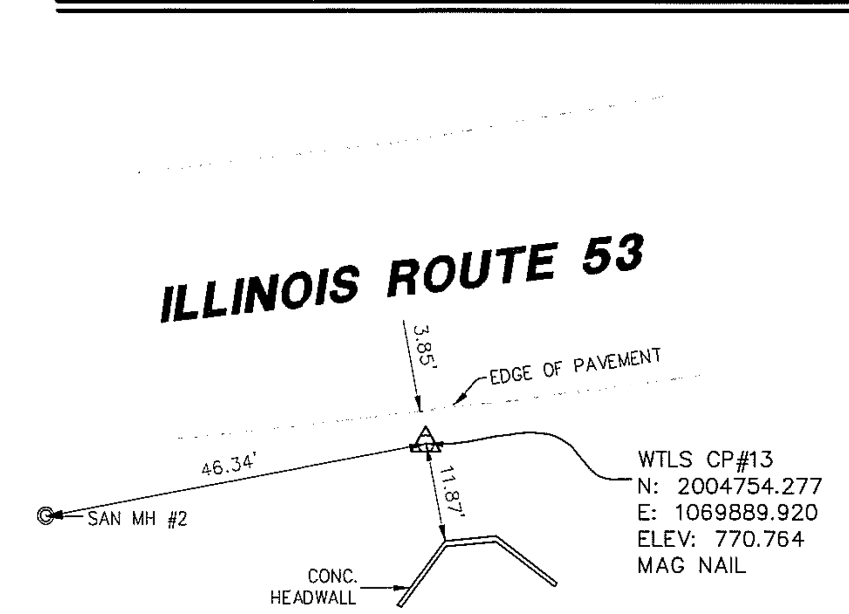 ILLINOIS ROUTE 53
3.85'
EDGE OF PAVEMENT
46.34'
11.87'
SAN MH #2
WTLS CP#13
N: 2004754.277
E: 1069889.920
ELEV: 770.764
MAG NAIL
CONC.
HEADWALL